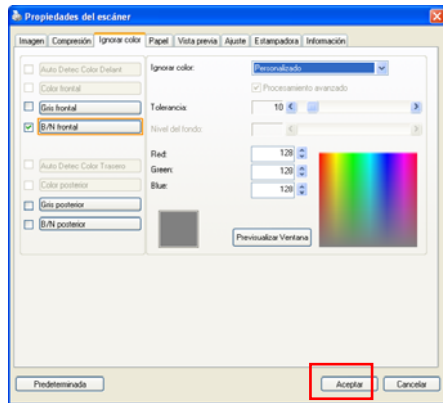 Propiedades del escáner
Imagen Compresión Ignorar color Papel Vista previa Ajuste Estampadora Información
Auto Detec Color Delant
Color frontal
Gris frontal
B/N frontal
Auto Detec Color Trasero
Color posterior
Gris posterior
B/N posterior
Ignorar color: Personalizado
Procesamiento avanzado
Tolerancia: 10
Nivel del fondo
Red: 128
Green: 128
Blue: 128
Previsualizar Ventana
Predeterminada Aceptar Cancelar